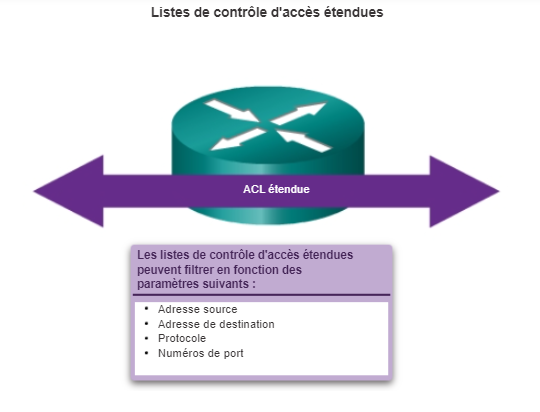 Listes de contrôle d'accès étendues
ACL étendue
Les listes de contrôle d'accès étendues
peuvent filtrer en fonction des
paramètres suivants :
• Adresse source
• Adresse de destination
• Protocole
• Numéros de port